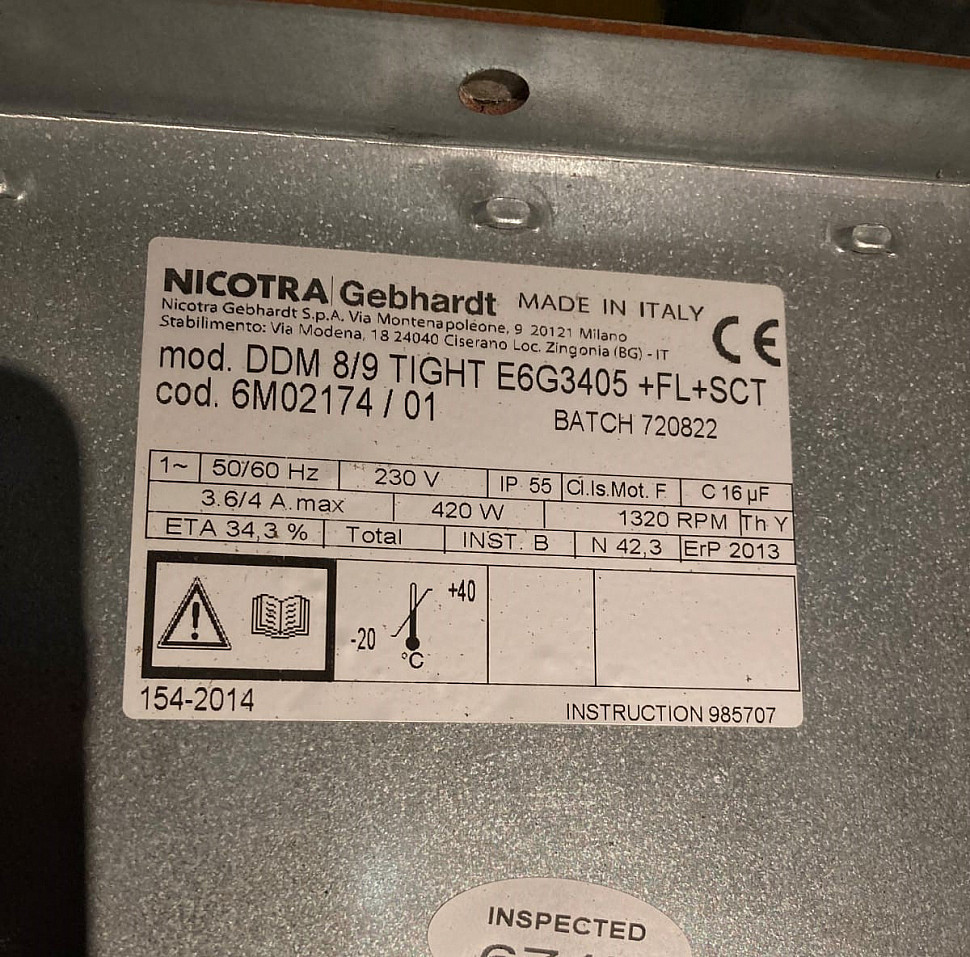 NICOTRA|Gebhardt MADE IN ITALY
Nicotra Gebhardt S.p.A. Via Montenapoleone, 9 20121 Milano
Stabilimento: Via Modena, 18 24040 Ciserano Loc. Zingonia (BG) - IT
CE
mod. DDM 8/9 TIGHT E6G3405 +FL+SCT
cod. 6M02174 / 01 BATCH 720822
1~ 50/60 Hz 230 V IP 55 Cl.Is.Mot. F C 16 µF
3.6/4 A.max 420 W 1320 RPM Th Y
ETA 34,3 % Total INST. B N 42,3 ErP 2013
+40
-20
°C
154-2014 INSTRUCTION 985707
INSPECTED